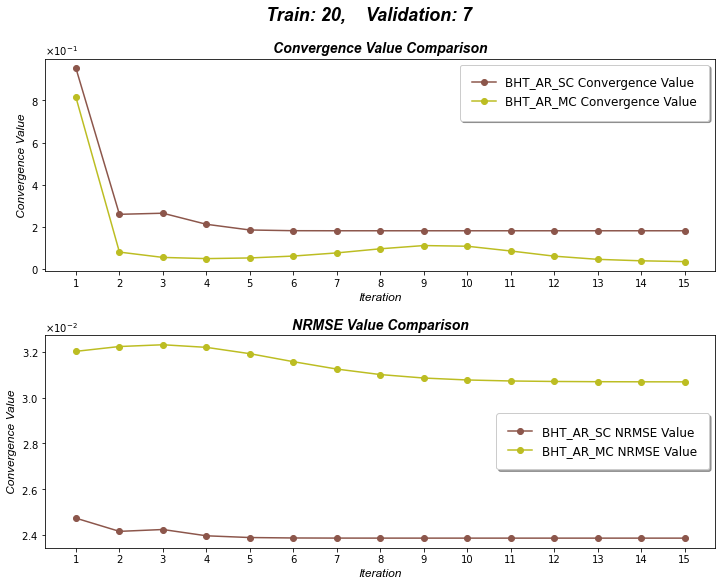 Train: 20,    Validation: 7
Convergence Value Comparison
×10⁻¹
BHT_AR_SC Convergence Value
BHT_AR_MC Convergence Value
Convergence Value
8
6
4
2
0
1 2 3 4 5 6 7 8 9 10 11 12 13 14 15
Iteration
NRMSE Value Comparison
×10⁻²
BHT_AR_SC NRMSE Value
BHT_AR_MC NRMSE Value
Convergence Value
3.2
3.0
2.8
2.6
2.4
1 2 3 4 5 6 7 8 9 10 11 12 13 14 15
Iteration